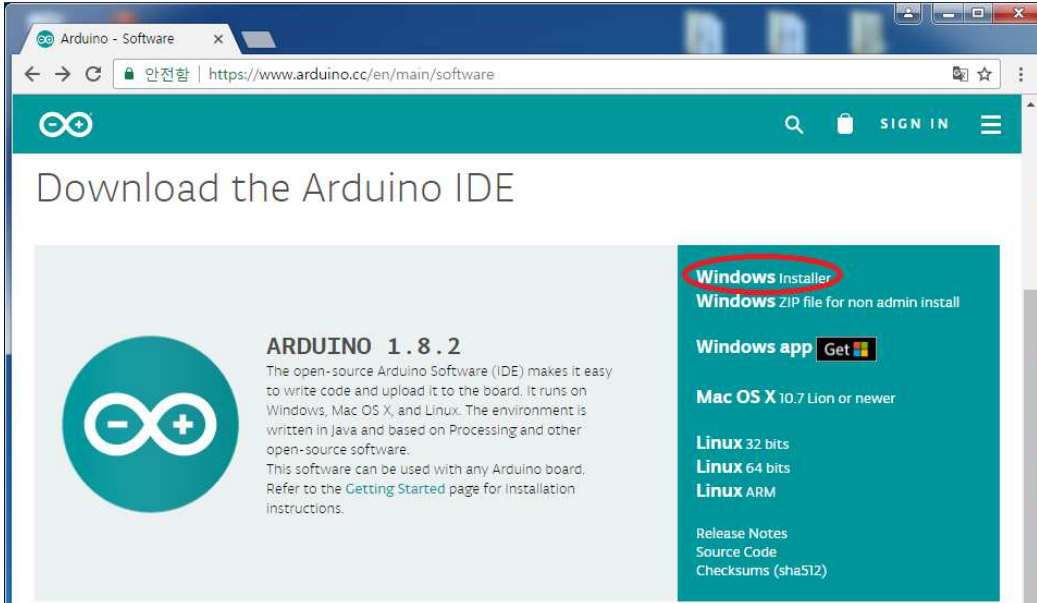 Arduino - Software
안전함 | https://www.arduino.cc/en/main/software
SIGN IN
Download the Arduino IDE
ARDUINO 1.8.2
The open-source Arduino Software (IDE) makes it easy
to write code and upload it to the board. It runs on
Windows, Mac OS X, and Linux. The environment is
written in Java and based on Processing and other
open-source software.
This software can be used with any Arduino board.
Refer to the Getting Started page for Installation
instructions.
Windows Installer
Windows ZIP file for non admin install
Windows app Get
Mac OS X 10.7 Lion or newer
Linux 32 bits
Linux 64 bits
Linux ARM
Release Notes
Source Code
Checksums (sha512)